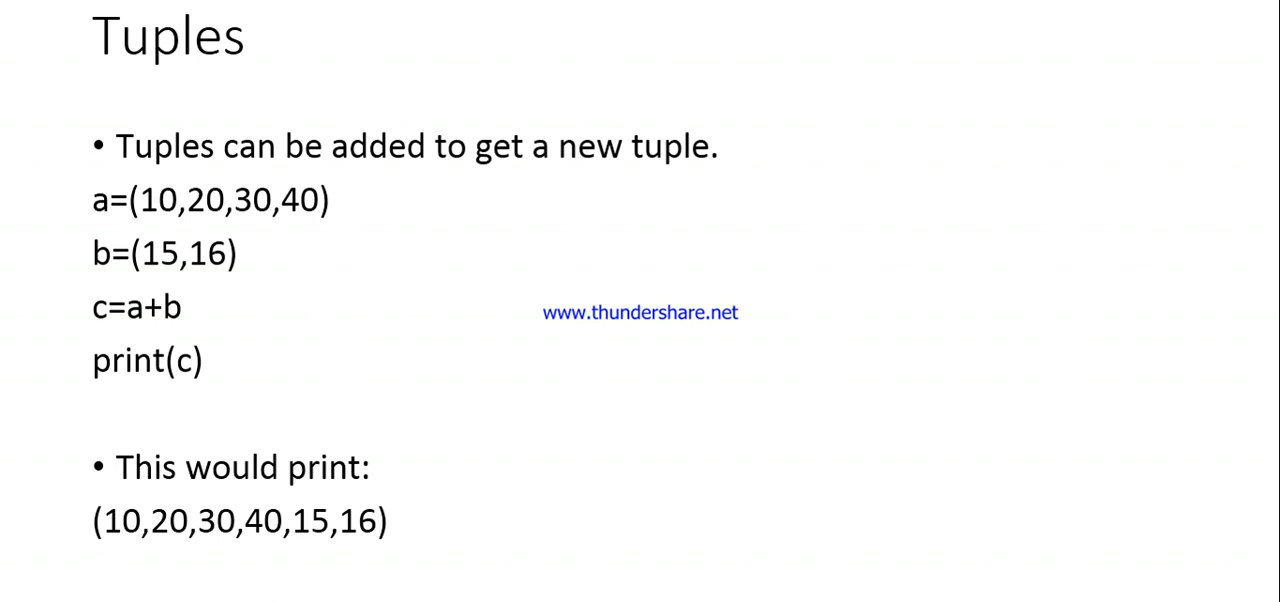 Tuples
• Tuples can be added to get a new tuple.
a=(10,20,30,40)
b=(15,16)
c=a+b
www.thundershare.net
print(c)
• This would print:
(10,20,30,40,15,16)